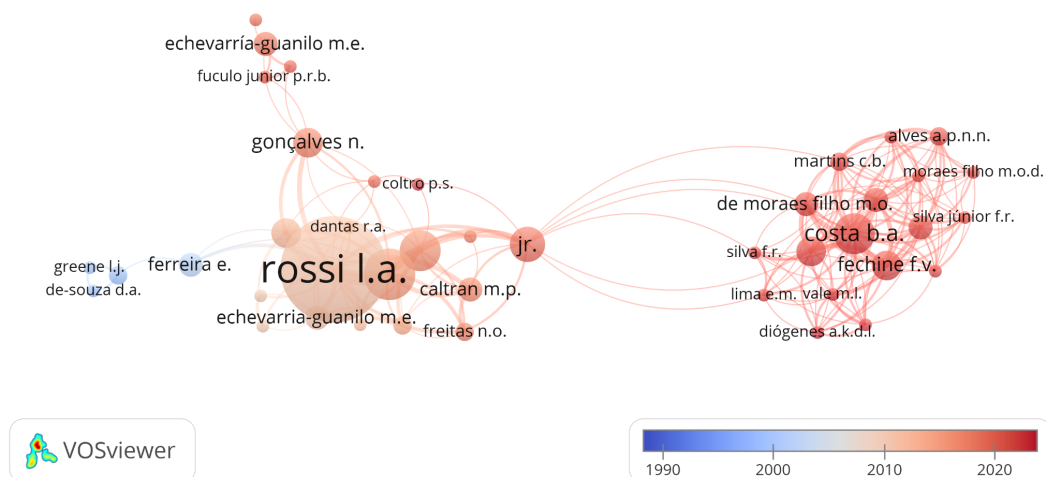 echevarría-guanilo m.e.
fuculo junior p.r.b.
gonçalves n.
coltro p.s.
dantas r.a.
jr.
greene l.j.
ferreira e.
rossi l.a.
de-souza d.a.
caltran m.p.
echevarria-guanilo m.e.
freitas n.o.
alves a.p.n.n.
martins c.b.
moraes filho m.o.d.
de moraes filho m.o.
silva júnior f.r.
costa b.a.
silva f.r.
fechine f.v.
lima e.m.
vale m.l.
diógenes a.k.d.l.
VOSviewer
1990
2000
2010
2020